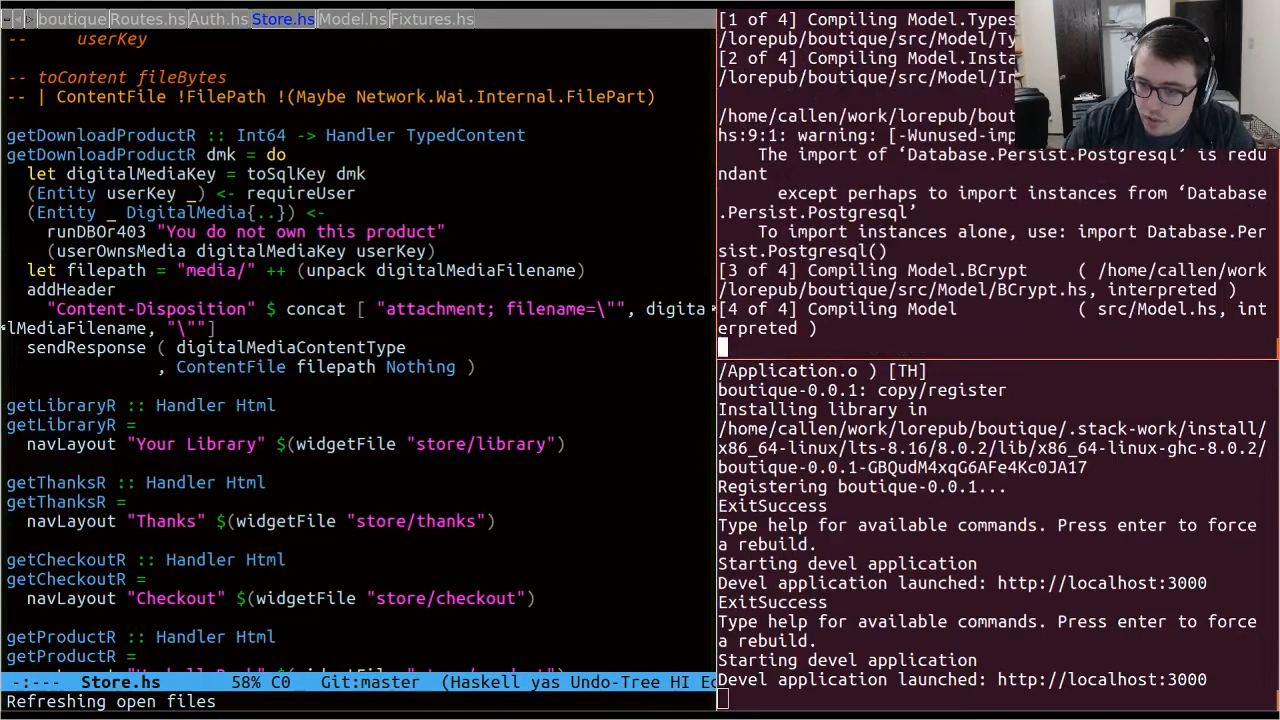 boutique Routes.hs Auth.hs Store.hs Model.hs Fixtures.hs
--     userKey
-- toContent fileBytes
-- | ContentFile !FilePath !(Maybe Network.Wai.Internal.FilePart)
getDownloadProductR :: Int64 -> Handler TypedContent
getDownloadProductR dmk = do
  let digitalMediaKey = toSqlKey dmk
  (Entity userKey _) <- requireUser
  (Entity _ DigitalMedia{..}) <-
    runDBOr403 "You do not own this product"
    (userOwnsMedia digitalMediaKey userKey)
  let filepath = "media/" ++ (unpack digitalMediaFilename)
  addHeader
    "Content-Disposition" $ concat [ "attachment; filename=\"", digita
lMediaFilename, "\""]
  sendResponse ( digitalMediaContentType
               , ContentFile filepath Nothing )
getLibraryR :: Handler Html
getLibraryR =
  navLayout "Your Library" $(widgetFile "store/library")
getThanksR :: Handler Html
getThanksR =
  navLayout "Thanks" $(widgetFile "store/thanks")
getCheckoutR :: Handler Html
getCheckoutR =
  navLayout "Checkout" $(widgetFile "store/checkout")
getProductR :: Handler Html
getProductR =
-:---  Store.hs       58% C0   Git:master  (Haskell yas Undo-Tree HI Ec
Refreshing open files
[1 of 4] Compiling Model.Types
/lorepub/boutique/src/Model/Ty
[2 of 4] Compiling Model.Insta
/lorepub/boutique/src/Model/In
/home/callen/work/lorepub/bout
hs:9:1: warning: [-Wunused-imp
    The import of ‘Database.Persist.Postgresql’ is redu
ndant
      except perhaps to import instances from ‘Database
.Persist.Postgresql’
    To import instances alone, use: import Database.Per
sist.Postgresql()
[3 of 4] Compiling Model.BCrypt     ( /home/callen/work
/lorepub/boutique/src/Model/BCrypt.hs, interpreted )
[4 of 4] Compiling Model            ( src/Model.hs, int
erpreted )
/Application.o ) [TH]
boutique-0.0.1: copy/register
Installing library in
/home/callen/work/lorepub/boutique/.stack-work/install/
x86_64-linux/lts-8.16/8.0.2/lib/x86_64-linux-ghc-8.0.2/
boutique-0.0.1-GBQudM4xqG6AFe4Kc0JA17
Registering boutique-0.0.1...
ExitSuccess
Type help for available commands. Press enter to force
a rebuild.
Starting devel application
Devel application launched: http://localhost:3000
ExitSuccess
Type help for available commands. Press enter to force
a rebuild.
Starting devel application
Devel application launched: http://localhost:3000